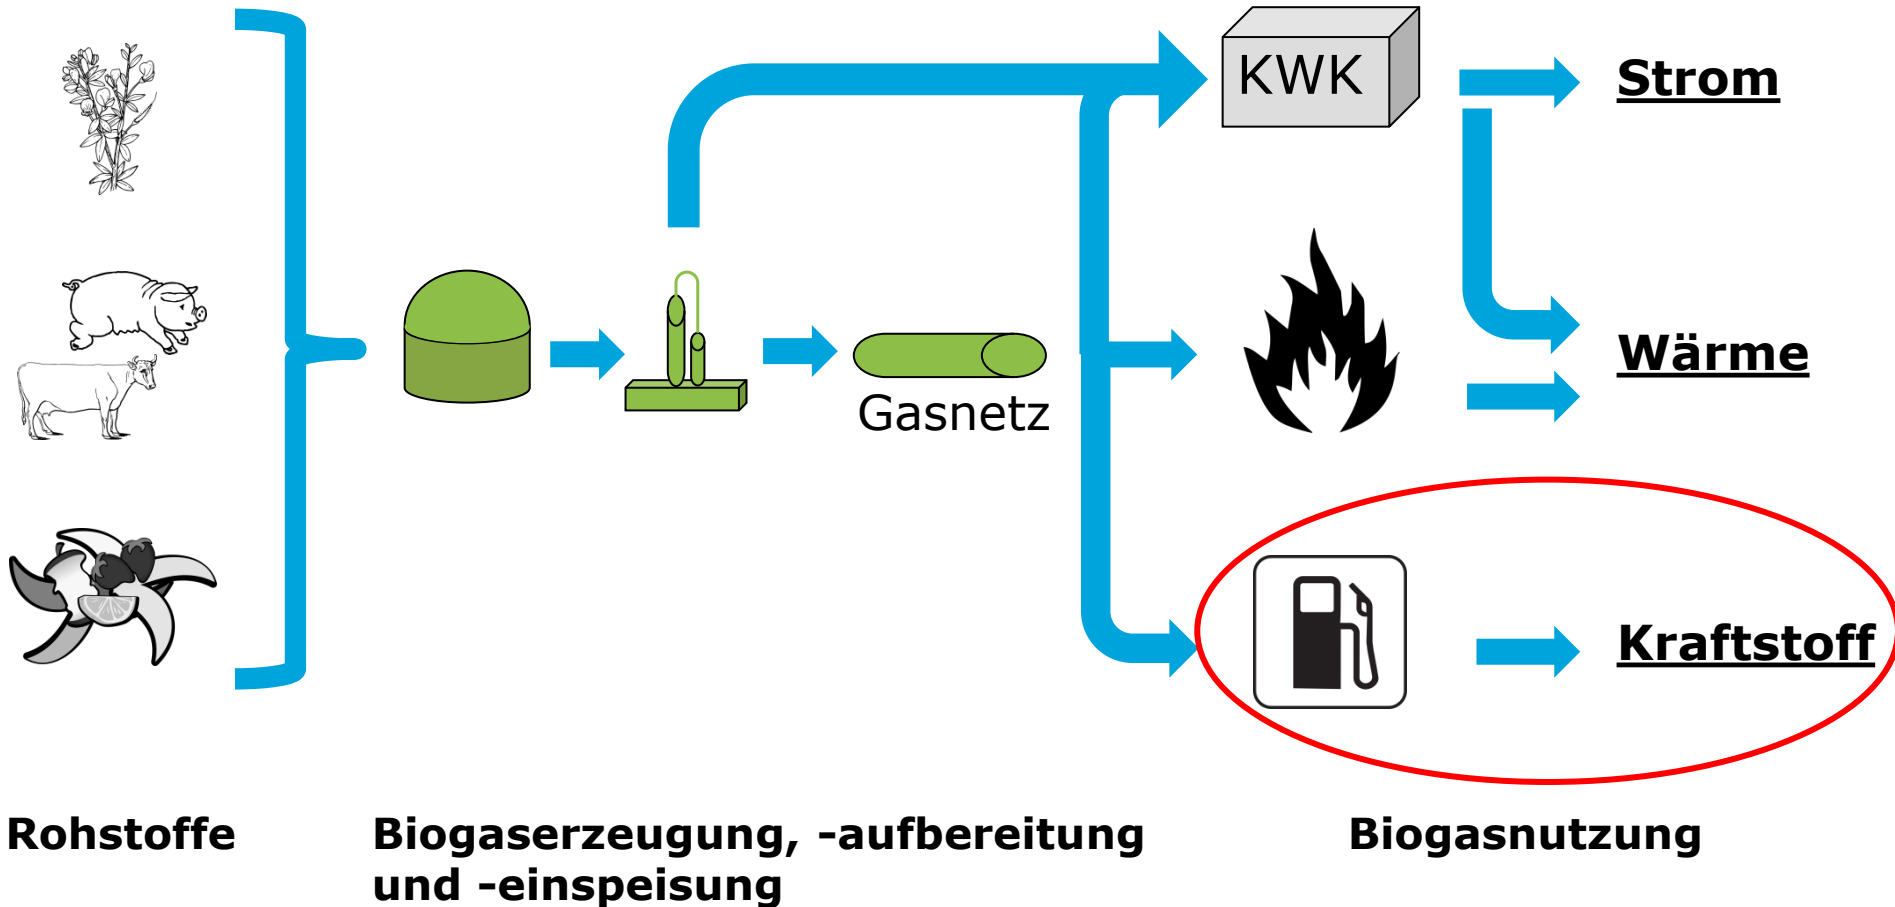 KWK
Strom
Wärme
Gasnetz
Kraftstoff
Rohstoffe
Biogaserzeugung, -aufbereitung
und -einspeisung
Biogasnutzung